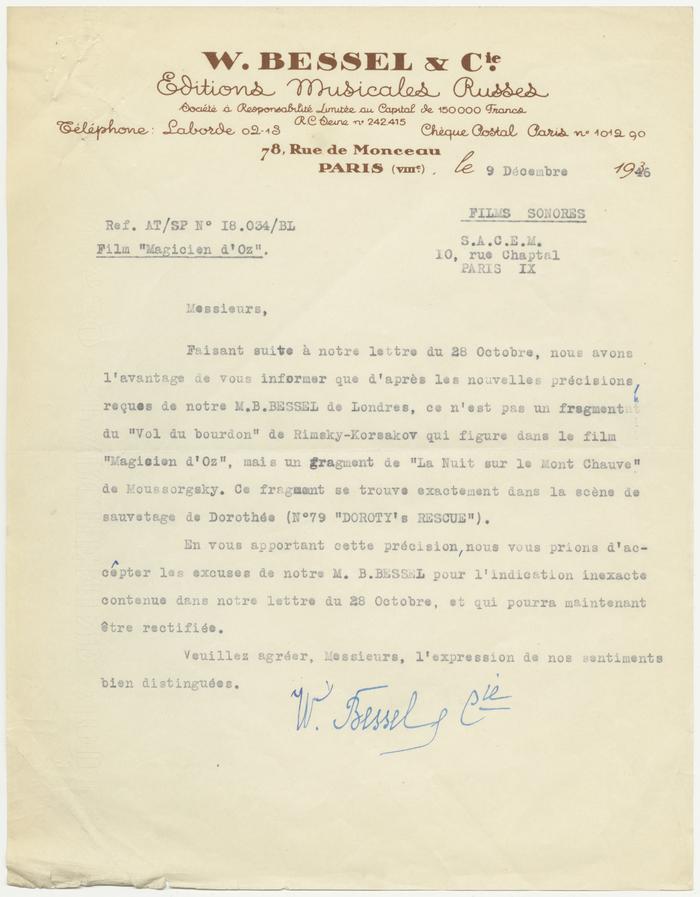 W. BESSEL & Cie.
Editions Musicales Russes
Société à Responsabilité Limitée au Capital de 150000 Francs
R.C. Seine no 242.415
Téléphone: Laborde 02-13 Chèque Postal Paris no 1012 90
78, Rue de Monceau
PARIS (VIIIe). le 9 Décembre 1946
FILMS SONORES
Ref. AT/SP N° I8.034/BL
Film "Magicien d'Oz".
S.A.C.E.M.
10, rue Chaptal
PARIS IX
Messieurs,
Faisant suite à notre lettre du 28 Octobre, nous avons
l'avantage de vous informer que d'après les nouvelles précisions,
reçues de notre M.B.BESSEL de Londres, ce n'est pas un fragment
du "Vol du bourdon" de Rimsky-Korsakov qui figure dans le film
"Magicien d'Oz", mais un fragment de "La Nuit sur le Mont Chauve"
de Moussorgsky. Ce fragment se trouve exactement dans la scène de
sauvetage de Dorothée (N°79 "DOROTY's RESCUE").
En vous apportant cette précision,nous vous prions d'ac-
cepter les excuses de notre M. B.BESSEL pour l'indication inexacte
contenue dans notre lettre du 28 Octobre, et qui pourra maintenant
être rectifiée.
Veuillez agréer, Messieurs, l'expression de nos sentiments
bien distinguées.
W. Bessel & Cie